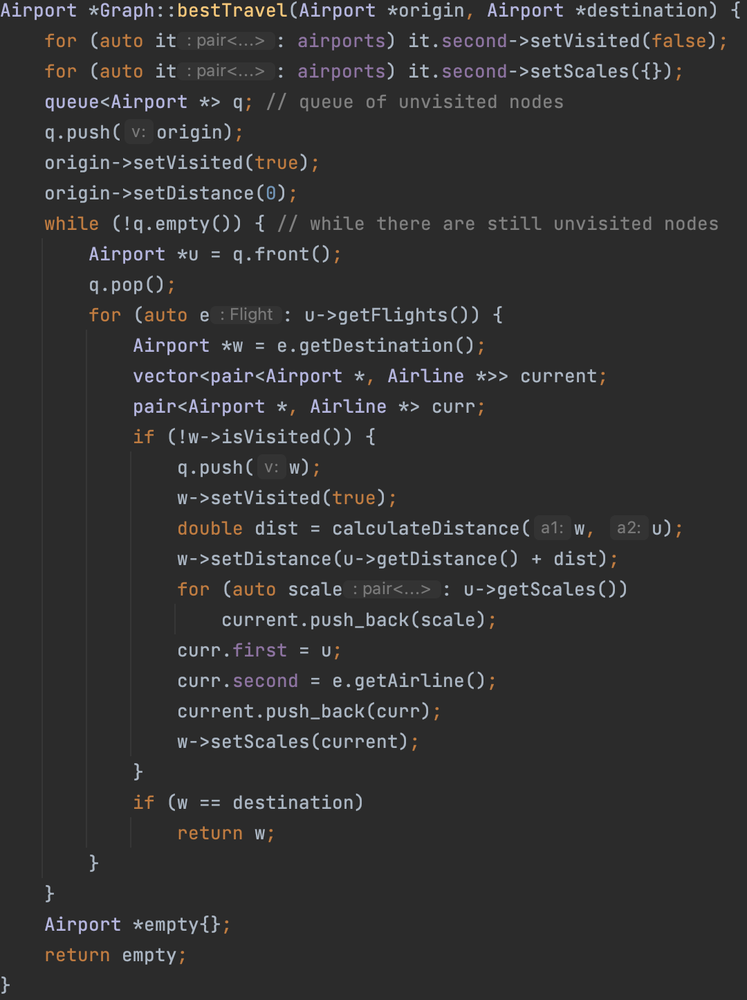 Airport *Graph::bestTravel(Airport *origin, Airport *destination) {
    for (auto it : pair<...> : airports) it.second->setVisited(false);
    for (auto it : pair<...> : airports) it.second->setScales({});
    queue<Airport *> q; // queue of unvisited nodes
    q.push( v: origin);
    origin->setVisited(true);
    origin->setDistance(0);
    while (!q.empty()) { // while there are still unvisited nodes
        Airport *u = q.front();
        q.pop();
        for (auto e : Flight : u->getFlights()) {
            Airport *w = e.getDestination();
            vector<pair<Airport *, Airline *>> current;
            pair<Airport *, Airline *> curr;
            if (!w->isVisited()) {
                q.push( v: w);
                w->setVisited(true);
                double dist = calculateDistance( a1: w, a2: u);
                w->setDistance(u->getDistance() + dist);
                for (auto scale : pair<...> : u->getScales())
                    current.push_back(scale);
                curr.first = u;
                curr.second = e.getAirline();
                current.push_back(curr);
                w->setScales(current);
            }
            if (w == destination)
                return w;
        }
    }
    Airport *empty{};
    return empty;
}